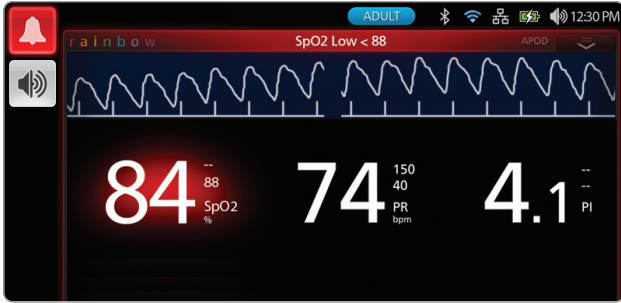 ADULT
12:30 PM
rainbow
SpO2 Low < 88
APOD
84
--
88
SpO2
%
74
150
40
PR
bpm
4.1
--
--
PI